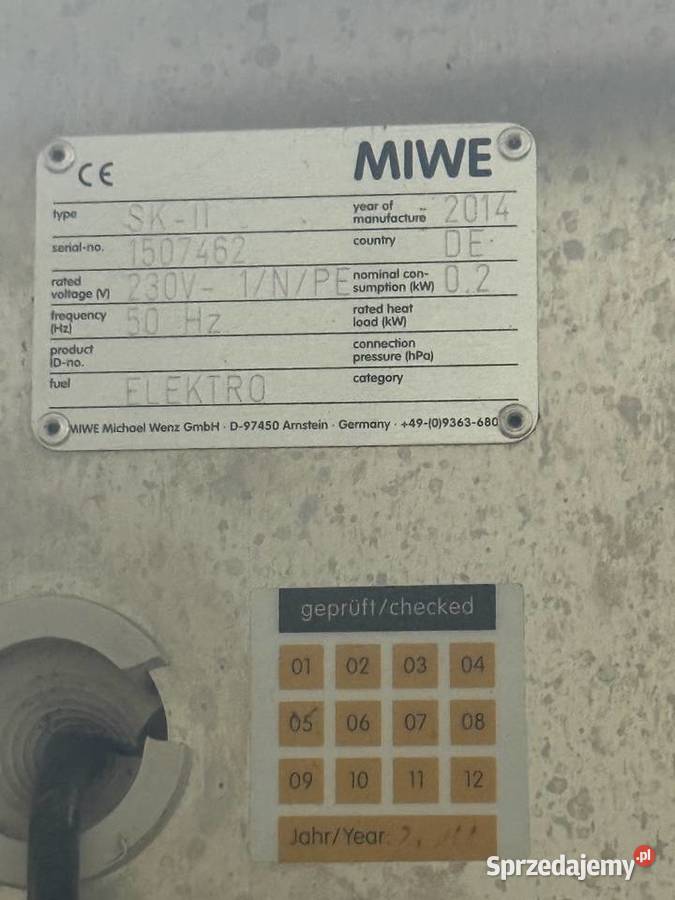 CE
MIWE
type SK-II year of manufacture 2014
serial-no. 1507462 country DE
rated voltage (V) 230V- 1/N/PE nominal con-sumption (kW) 0.2
frequency (Hz) 50 Hz rated heat load (kW)
product ID-no. connection pressure (hPa)
fuel ELEKTRO category
MIWE Michael Wenz GmbH · D-97450 Arnstein · Germany · +49-(0)9363-680
geprüft/checked
01 02 03 04
05 06 07 08
09 10 11 12
Jahr/Year:
Sprzedajemy.pl